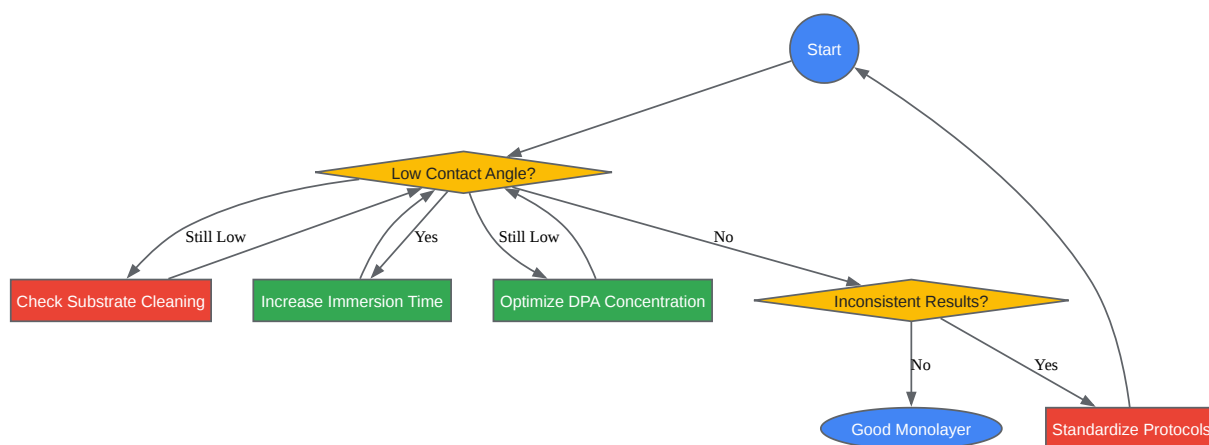 Start
Low Contact Angle?
Still Low
Yes
Still Low
No
Check Substrate Cleaning
Increase Immersion Time
Optimize DPA Concentration
Inconsistent Results?
No
Yes
Good Monolayer
Standardize Protocols